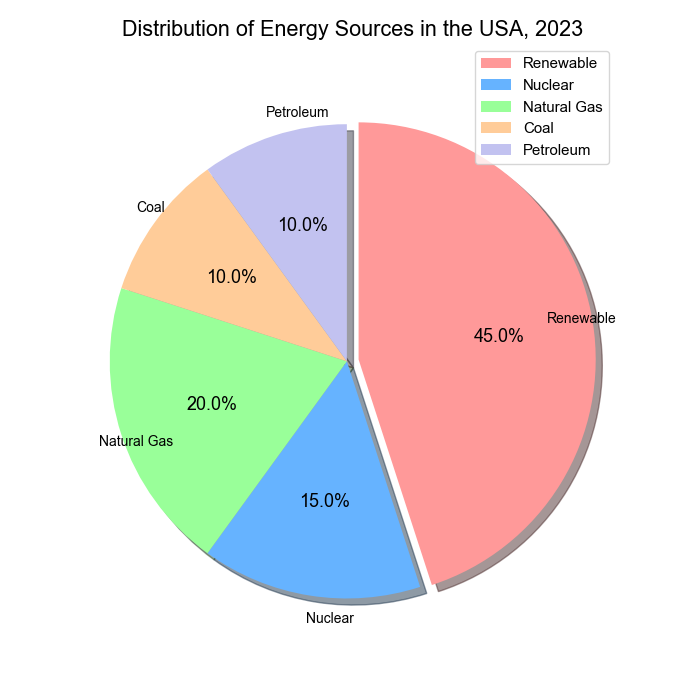 Distribution of Energy Sources in the USA, 2023
Renewable
Nuclear
Natural Gas
Coal
Petroleum
Petroleum
Coal
10.0%
10.0%
Renewable
45.0%
20.0%
Natural Gas
15.0%
Nuclear